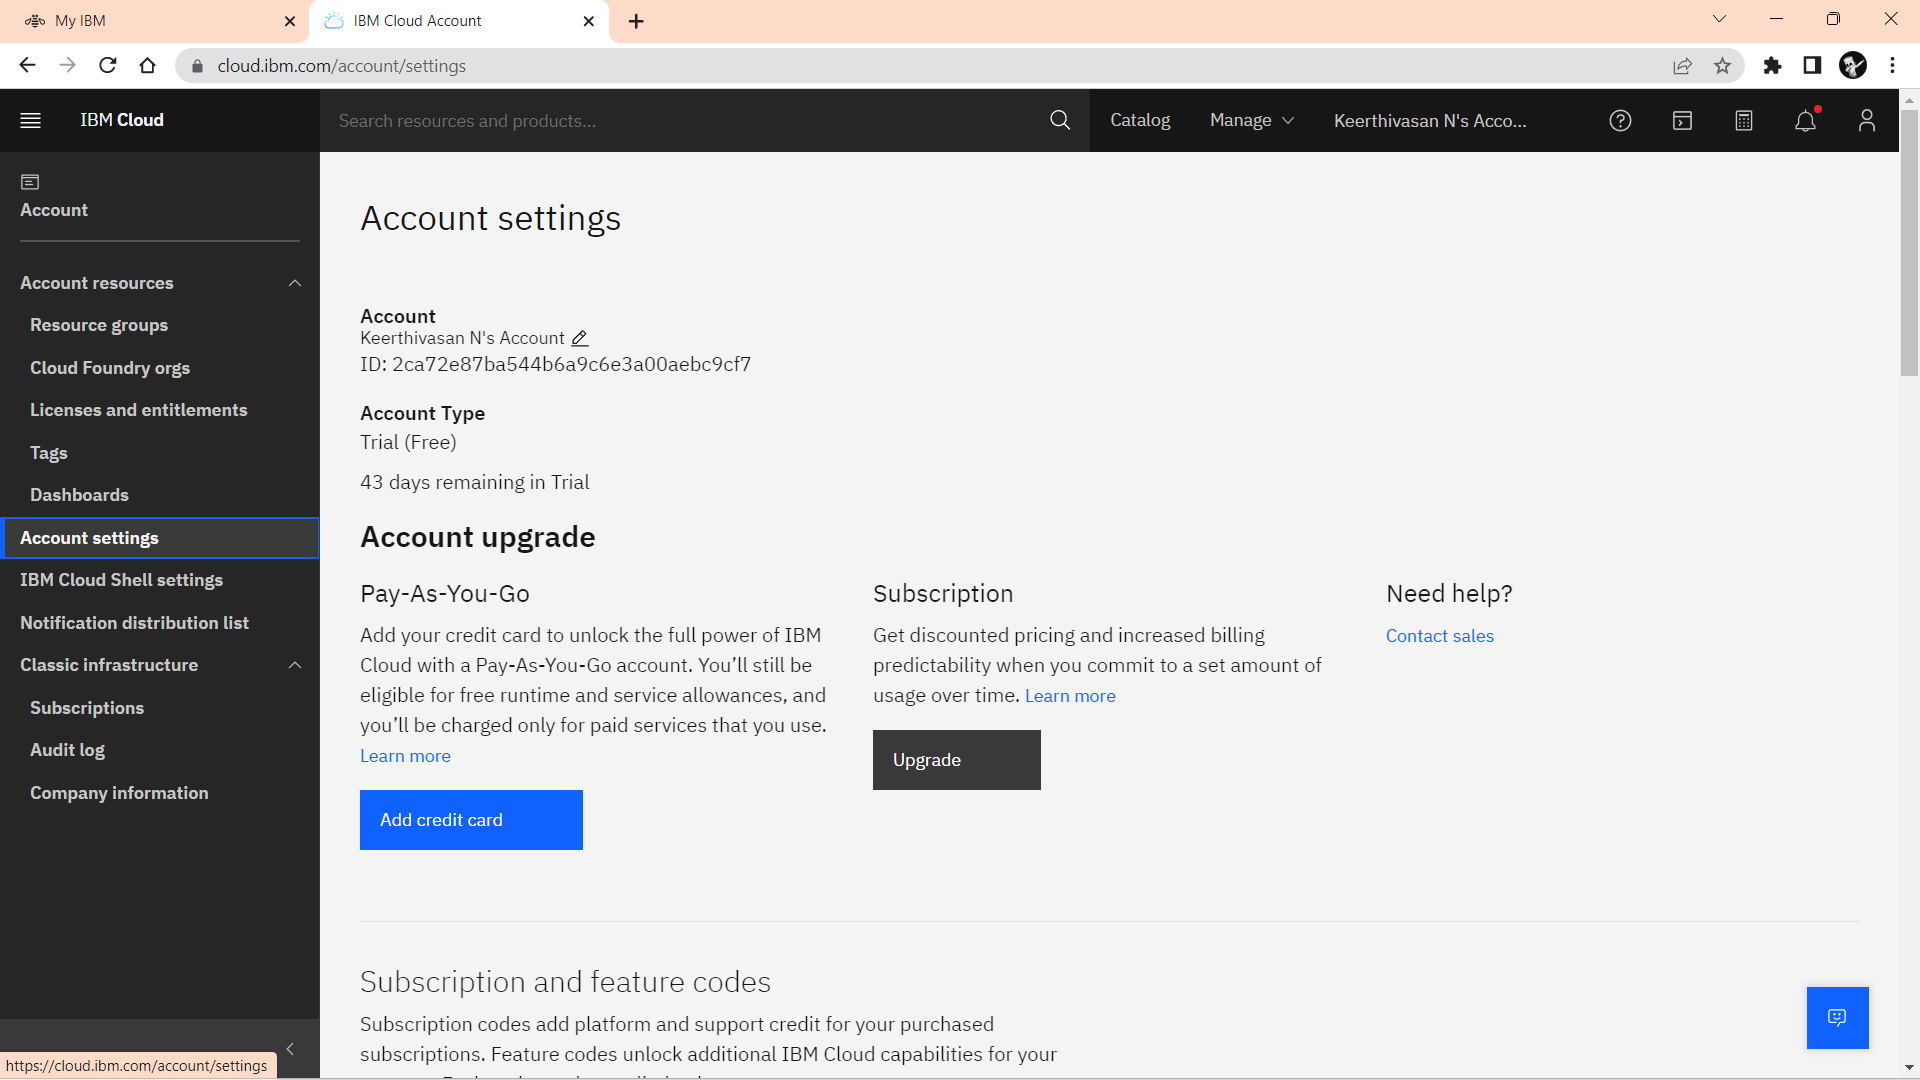 My IBM
IBM Cloud Account
cloud.ibm.com/account/settings
IBM Cloud
Search resources and products...
Catalog
Manage
Keerthivasan N's Acco...
Account
Account resources
Resource groups
Cloud Foundry orgs
Licenses and entitlements
Tags
Dashboards
Account settings
IBM Cloud Shell settings
Notification distribution list
Classic infrastructure
Subscriptions
Audit log
Company information
https://cloud.ibm.com/account/settings
Account settings
Account
Keerthivasan N's Account
ID: 2ca72e87ba544b6a9c6e3a00aebc9cf7
Account Type
Trial (Free)
43 days remaining in Trial
Account upgrade
Pay-As-You-Go
Add your credit card to unlock the full power of IBM
Cloud with a Pay-As-You-Go account. You’ll still be
eligible for free runtime and service allowances, and
you’ll be charged only for paid services that you use.
Learn more
Add credit card
Subscription
Get discounted pricing and increased billing
predictability when you commit to a set amount of
usage over time. Learn more
Upgrade
Need help?
Contact sales
Subscription and feature codes
Subscription codes add platform and support credit for your purchased
subscriptions. Feature codes unlock additional IBM Cloud capabilities for your